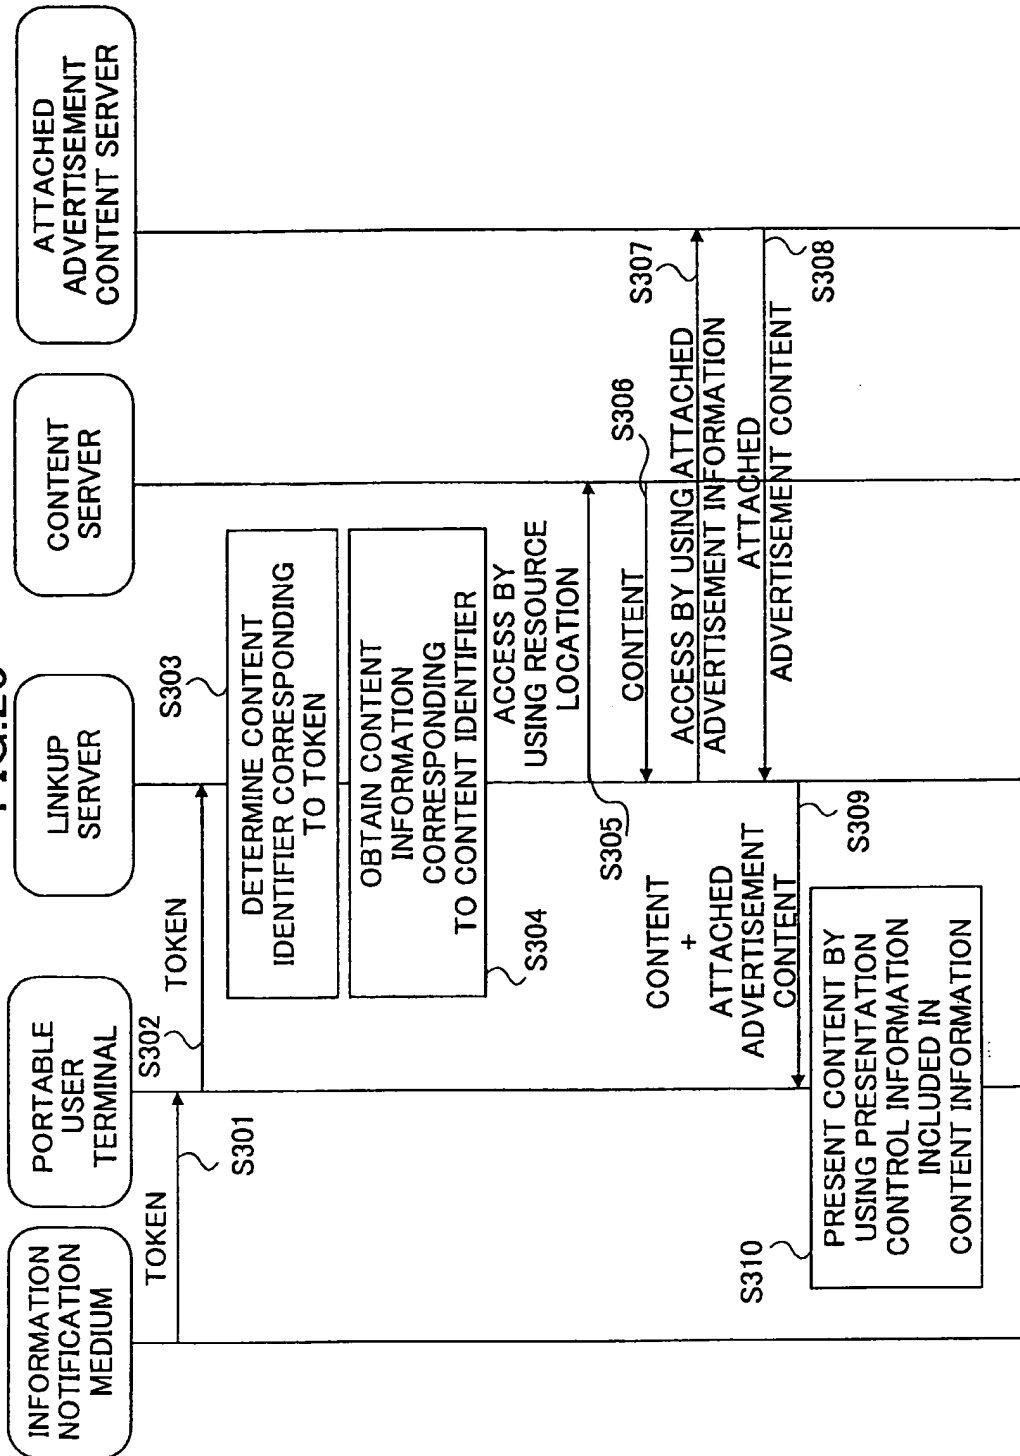 INFORMATION
NOTIFICATION
MEDIUM
PORTABLE
USER
TERMINAL
LINKUP
SERVER
CONTENT
SERVER
ATTACHED
ADVERTISEMENT
CONTENT SERVER
TOKEN
S301
S302
TOKEN
S303
DETERMINE CONTENT
IDENTIFIER CORRESPONDING
TO TOKEN
OBTAIN CONTENT
INFORMATION
CORRESPONDING
TO CONTENT IDENTIFIER
S304
ACCESS BY
USING RESOURCE
LOCATION
S305
S306
CONTENT
S307
ACCESS BY USING ATTACHED
ADVERTISEMENT INFORMATION
ATTACHED
ADVERTISEMENT CONTENT
S308
CONTENT
+
ATTACHED
ADVERTISEMENT
CONTENT
S309
S310
PRESENT CONTENT BY
USING PRESENTATION
CONTROL INFORMATION
INCLUDED IN
CONTENT INFORMATION